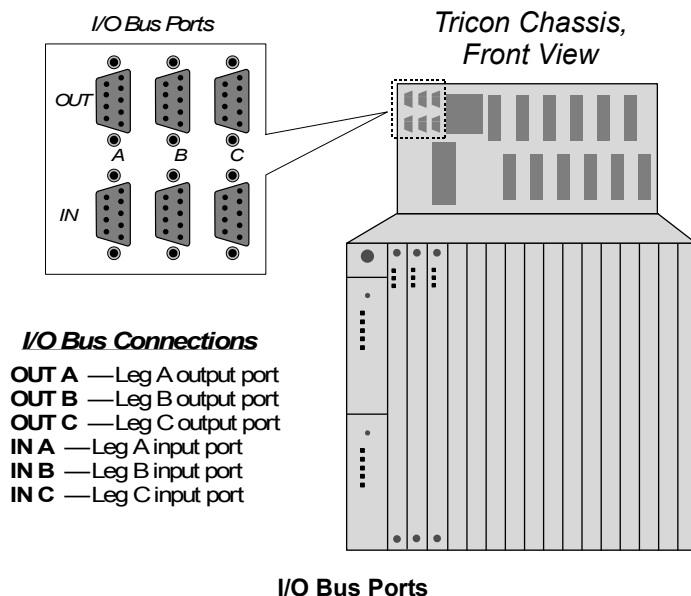 I/O Bus Ports
OUT
A B C
IN
Tricon Chassis,
Front View
I/O Bus Connections
OUT A — Leg A output port
OUT B — Leg B output port
OUT C — Leg C output port
IN A — Leg A input port
IN B — Leg B input port
IN C — Leg C input port
I/O Bus Ports